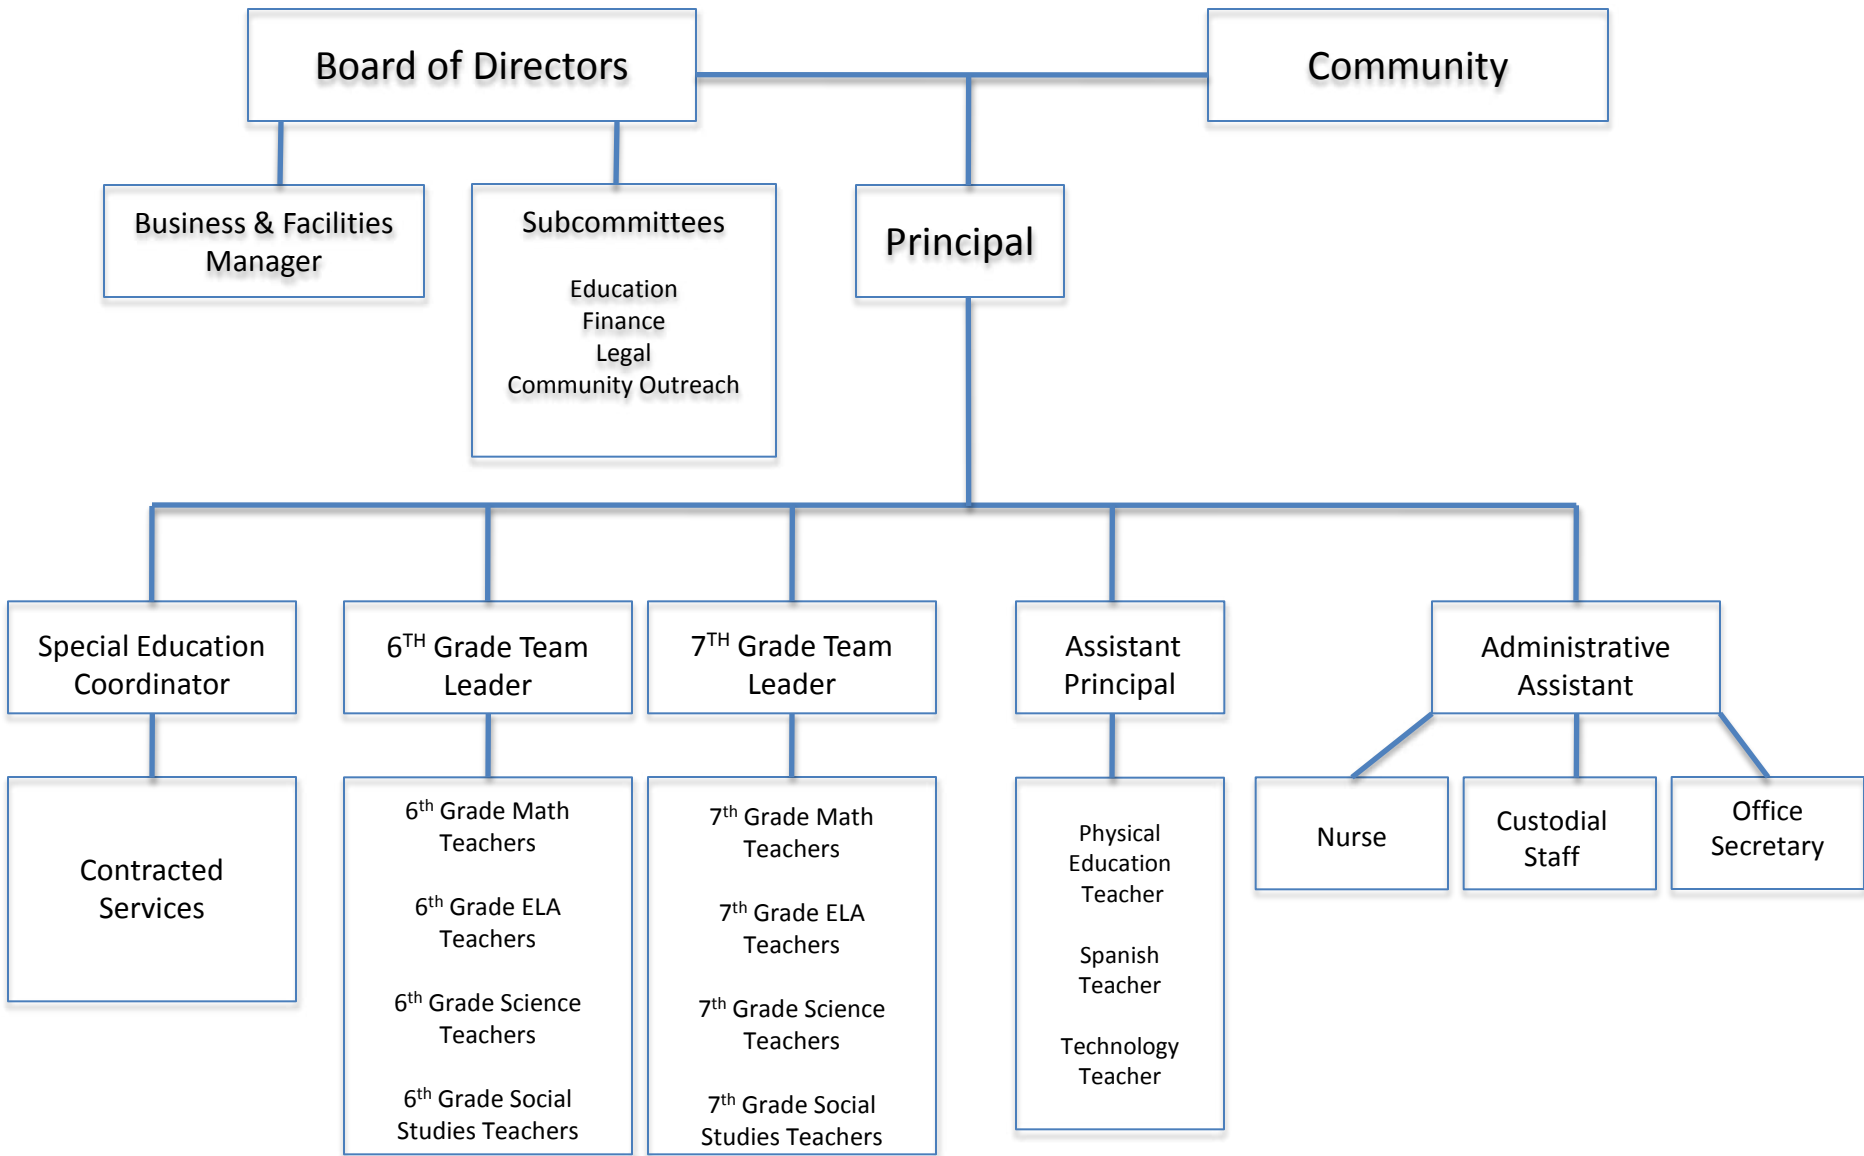 Board of Directors
Community
Business & Facilities
Manager
Subcommittees
Education
Finance
Legal
Community Outreach
Principal
Special Education
Coordinator
6TH Grade Team
Leader
7TH Grade Team
Leader
Assistant
Principal
Administrative
Assistant
Contracted
Services
6th Grade Math
Teachers
6th Grade ELA
Teachers
6th Grade Science
Teachers
6th Grade Social
Studies Teachers
7th Grade Math
Teachers
7th Grade ELA
Teachers
7th Grade Science
Teachers
7th Grade Social
Studies Teachers
Physical
Education
Teacher
Spanish
Teacher
Technology
Teacher
Nurse
Custodial
Staff
Office
Secretary